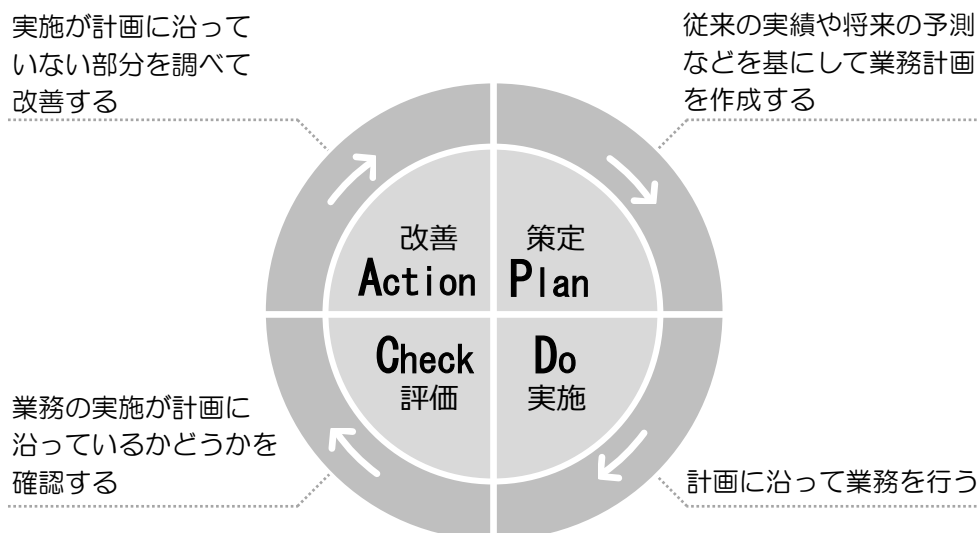 実施が計画に沿って
いない部分を調べて
改善する
従来の実績や将来の予測
などを基にして業務計画
を作成する
改善
Action
策定
Plan
Check
評価
Do
実施
業務の実施が計画に
沿っているかどうかを
確認する
計画に沿って業務を行う